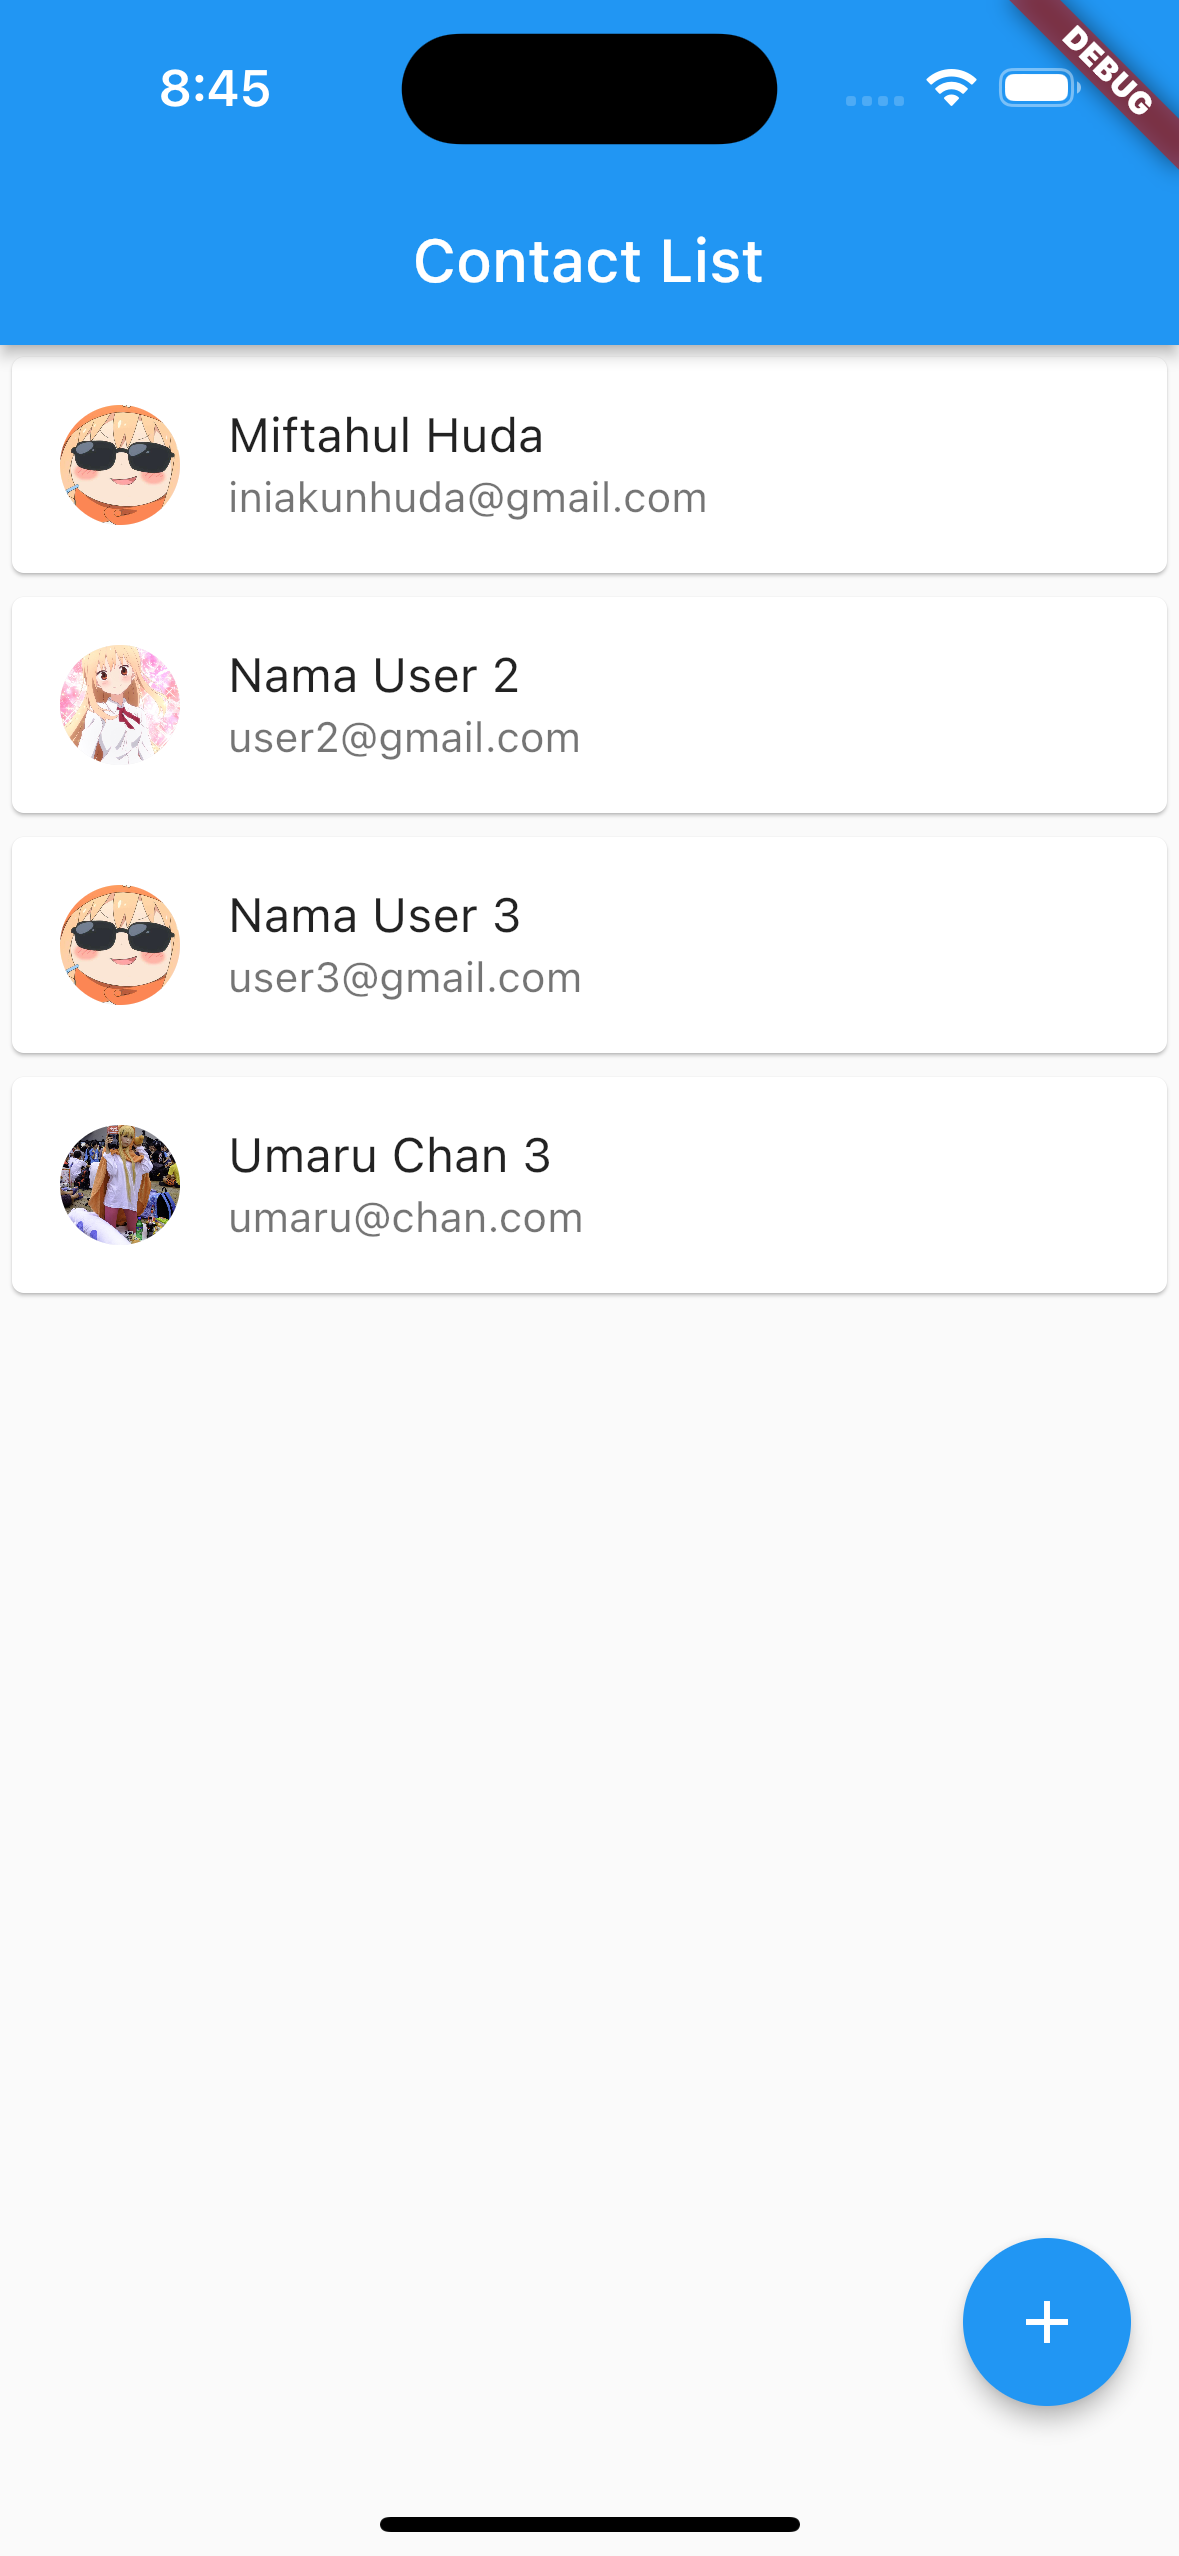 8:45
DEBUG
Contact List
Miftahul Huda
iniakunhuda@gmail.com
Nama User 2
user2@gmail.com
Nama User 3
user3@gmail.com
Umaru Chan 3
umaru@chan.com